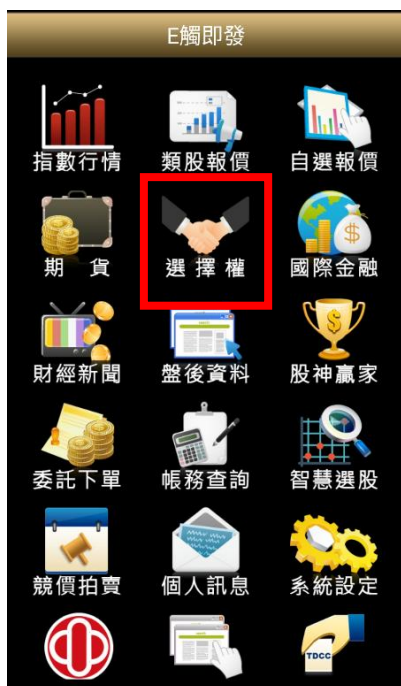 E觸即發
指數行情 類股報價 自選報價
期 貨 選擇權 國際金融
財經新聞 盤後資料 股神贏家
委託下單 帳務查詢 智慧選股
競價拍賣 個人訊息 系統設定
TDCC